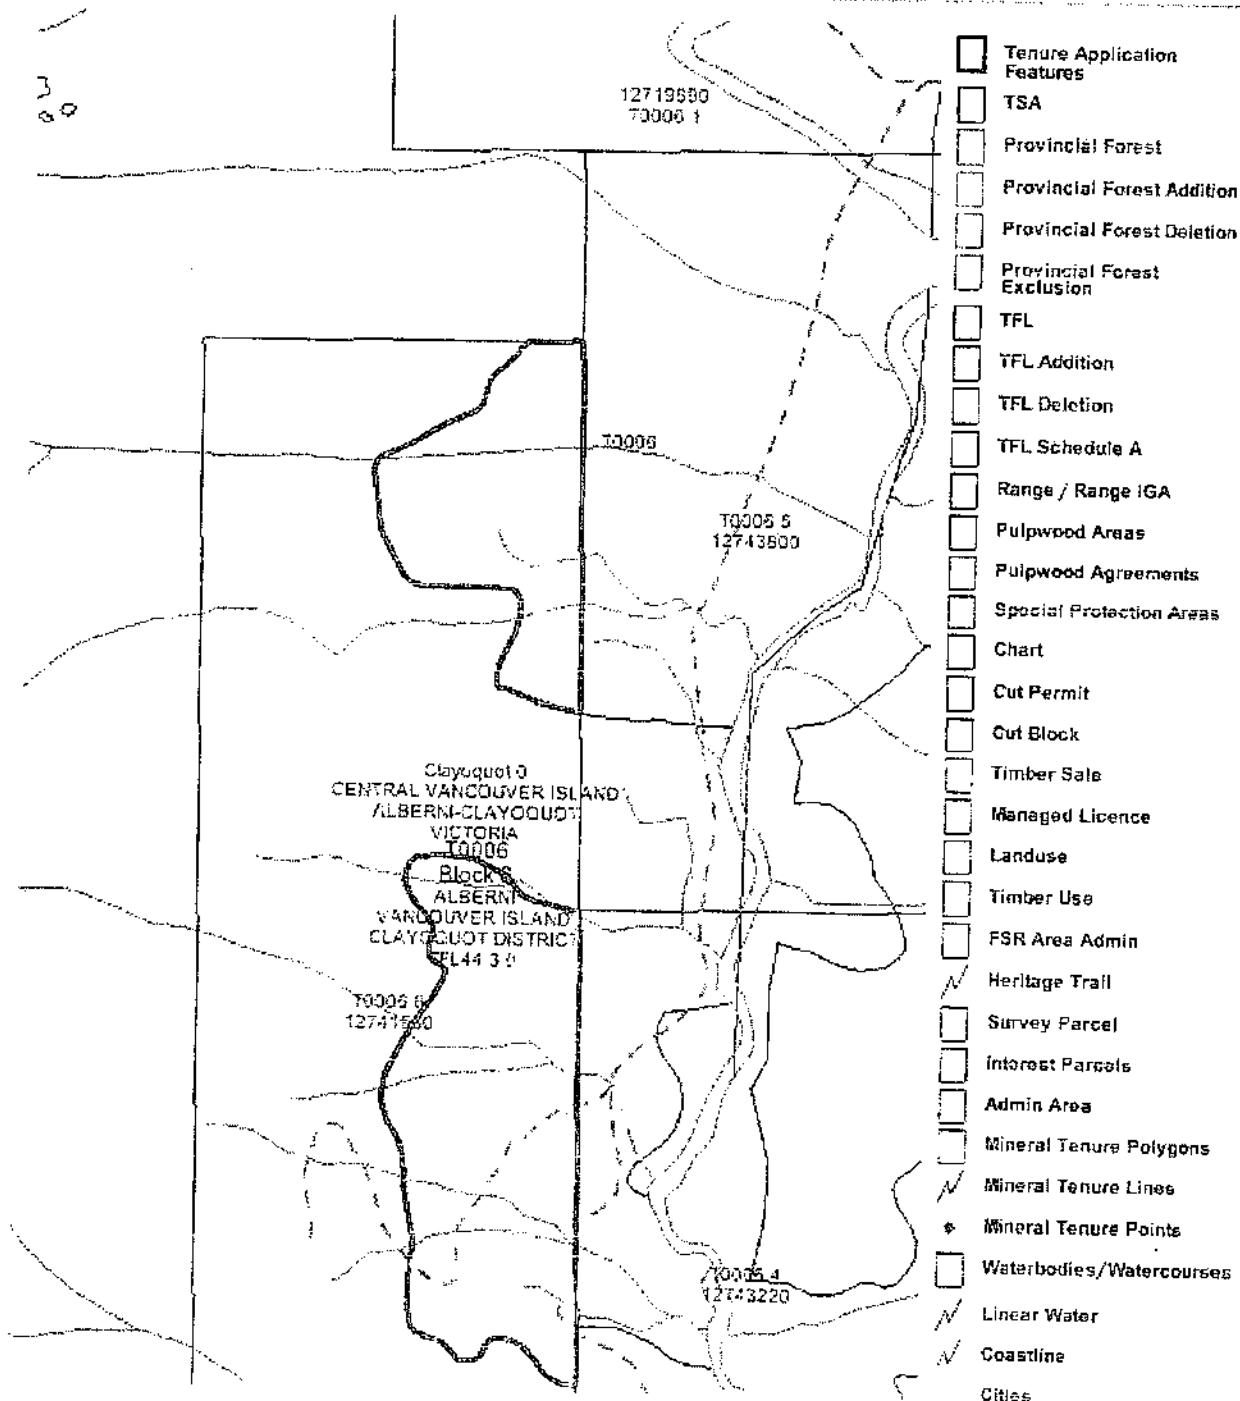 12719690
T0006 1
T0006
T0006 5
12743800
Clayoquot 0
CENTRAL VANCOUVER ISLAND
ALBERNI-CLAYOQUOT
VICTORIA
T0006
Block 6
ALBERNI
VANCOUVER ISLAND
CLAYOQUOT DISTRICT
TFL44 3 0
T0006 6
T0006 4
12743220
Tenure Application
Features
TSA
Provincial Forest
Provincial Forest Addition
Provincial Forest Deletion
Provincial Forest
Exclusion
TFL
TFL Addition
TFL Deletion
TFL Schedule A
Range / Range IGA
Pulpwood Areas
Pulpwood Agreements
Special Protection Areas
Chart
Cut Permit
Cut Block
Timber Sale
Managed Licence
Landuse
Timber Use
FSR Area Admin
Heritage Trail
Survey Parcel
Interest Parcels
Admin Area
Mineral Tenure Polygons
Mineral Tenure Lines
Mineral Tenure Points
Waterbodies/Watercourses
Linear Water
Coastline
Cities